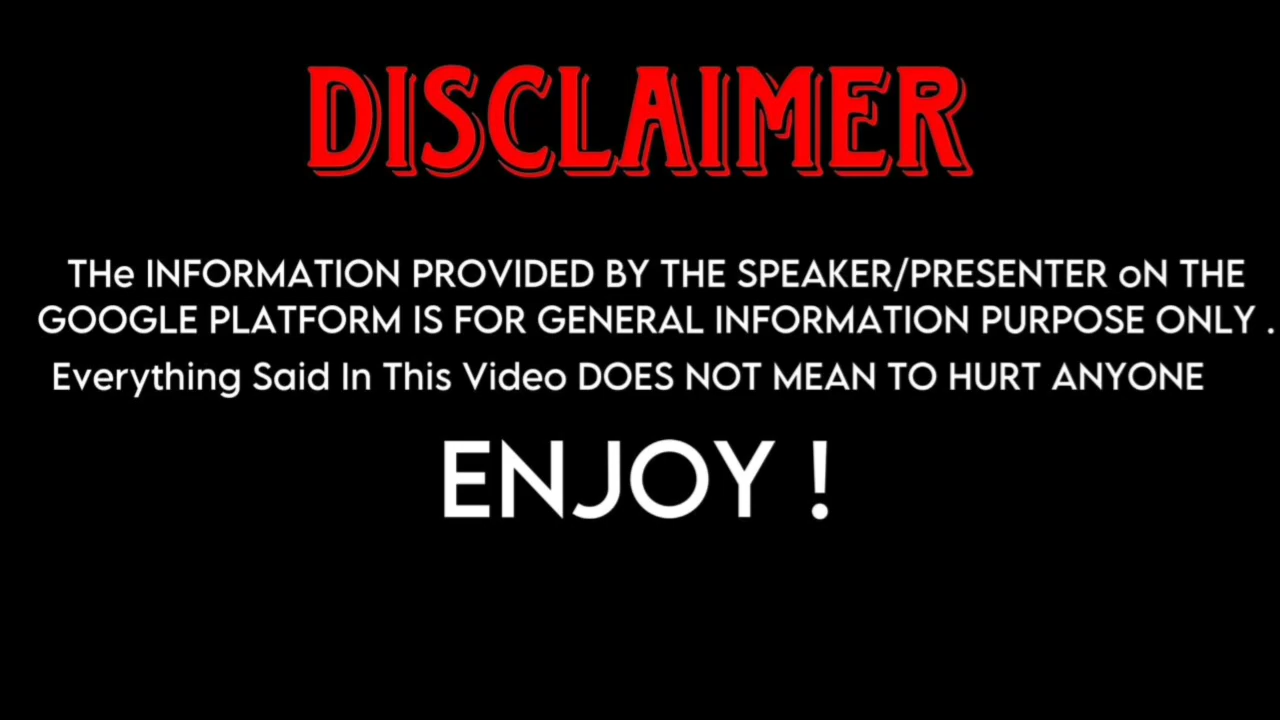 DISCLAIMER
THe INFORMATION PROVIDED BY THE SPEAKER/PRESENTER oN THE
GOOGLE PLATFORM IS FOR GENERAL INFORMATION PURPOSE ONLY .
Everything Said In This Video DOES NOT MEAN TO HURT ANYONE
ENJOY !